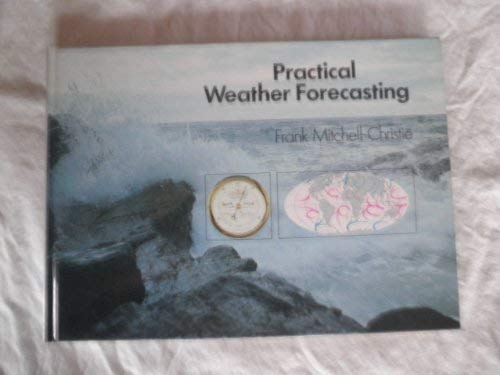 Practical
Weather Forecasting
Frank Mitchell-Christie